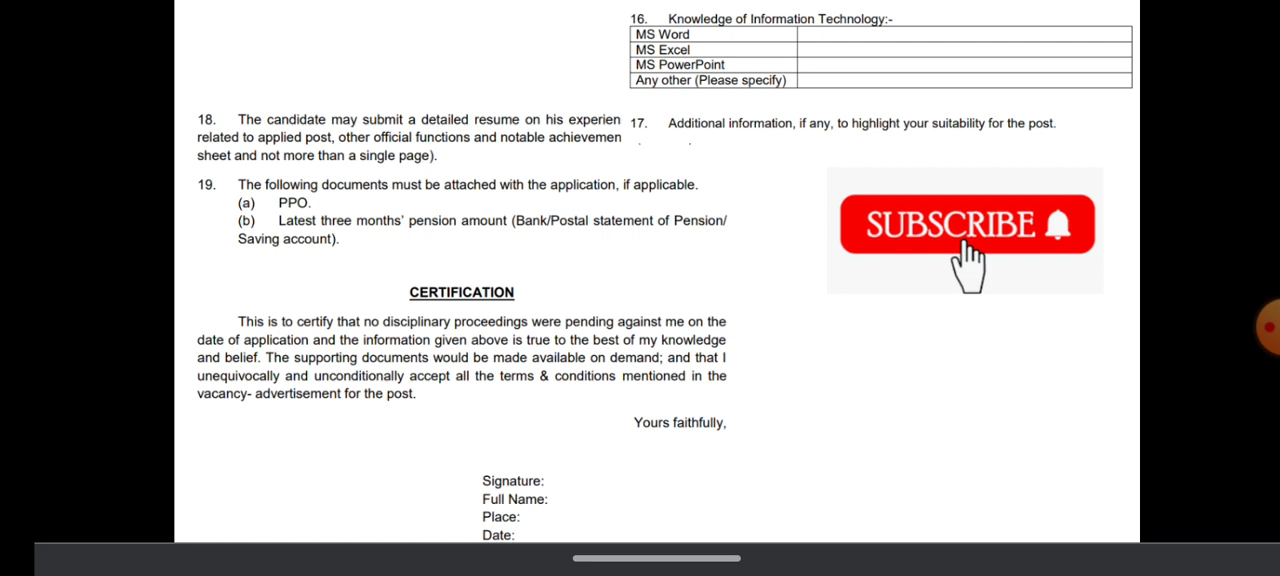 16. Knowledge of Information Technology:-
MS Word
MS Excel
MS PowerPoint
Any other (Please specify)
17. Additional information, if any, to highlight your suitability for the post.
18. The candidate may submit a detailed resume on his experien
related to applied post, other official functions and notable achievemen
sheet and not more than a single page).
19. The following documents must be attached with the application, if applicable.
(a) PPO.
(b) Latest three months' pension amount (Bank/Postal statement of Pension/
Saving account).
SUBSCRIBE
CERTIFICATION
This is to certify that no disciplinary proceedings were pending against me on the
date of application and the information given above is true to the best of my knowledge
and belief. The supporting documents would be made available on demand; and that I
unequivocally and unconditionally accept all the terms & conditions mentioned in the
vacancy- advertisement for the post.
Yours faithfully,
Signature:
Full Name:
Place:
Date: